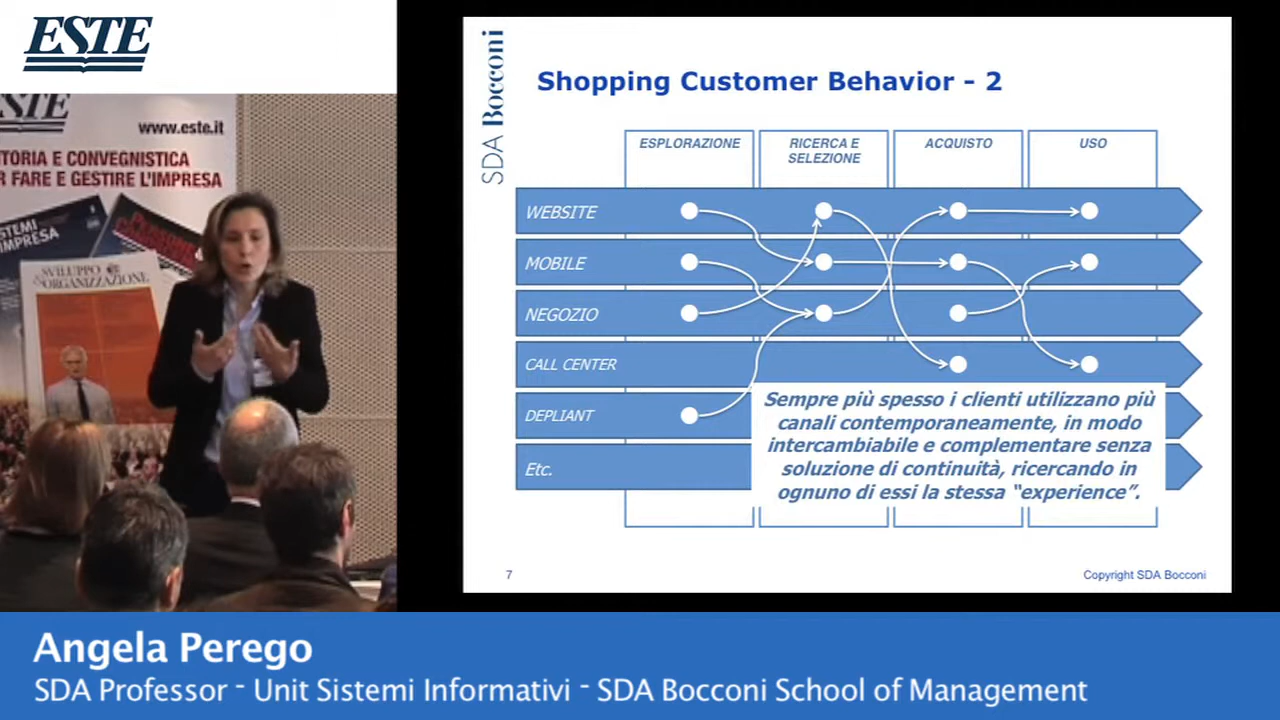 ESTE
STE
www.este.it
TORIA E CONVEGNISTICA
R FARE E GESTIRE L'IMPRESA
STEMI
IMPRESA
SVILUPPO
&ORGANIZZAZIONE
SDA Bocconi
Shopping Customer Behavior - 2
ESPLORAZIONE
RICERCA E
SELEZIONE
ACQUISTO
USO
WEBSITE
MOBILE
NEGOZIO
CALL CENTER
DEPLIANT
Etc.
Sempre più spesso i clienti utilizzano più
canali contemporaneamente, in modo
intercambiabile e complementare senza
soluzione di continuità, ricercando in
ognuno di essi la stessa “experience”.
7
Copyright SDA Bocconi
Angela Perego
SDA Professor - Unit Sistemi Informativi - SDA Bocconi School of Management